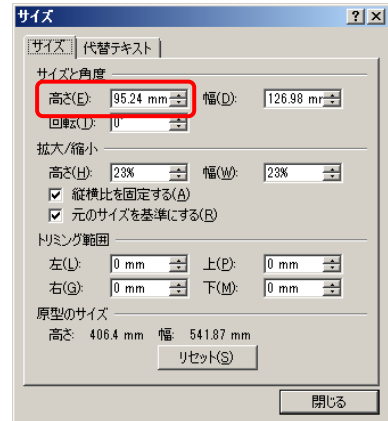 サイズ
サイズ 代替テキスト
サイズと角度
高さ(E): 95.24 mm 幅(D): 126.98 mm
回転(T): 0°
拡大/縮小
高さ(H): 23% 幅(W): 23%
縦横比を固定する(A)
元のサイズを基準にする(R)
トリミング範囲
左(L): 0 mm 上(P): 0 mm
右(G): 0 mm 下(M): 0 mm
原型のサイズ
高さ: 406.4 mm 幅: 541.87 mm
リセット(S)
閉じる